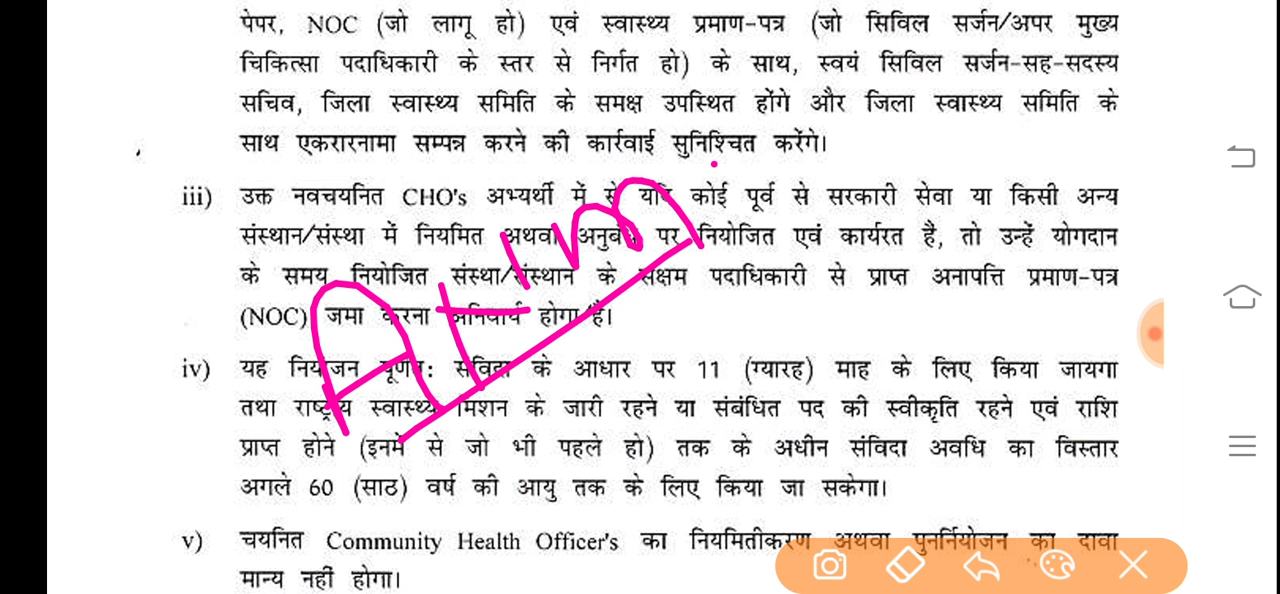 पेपर, NOC (जो लागू हो) एवं स्वास्थ्य प्रमाण-पत्र (जो सिविल सर्जन/अपर मुख्य
चिकित्सा पदाधिकारी के स्तर से निर्गत हो) के साथ, स्वयं सिविल सर्जन-सह-सदस्य
सचिव, जिला स्वास्थ्य समिति के समक्ष उपस्थित होंगे और जिला स्वास्थ्य समिति के
साथ एकरारनामा सम्पन्न करने की कार्रवाई सुनिश्चित करेंगे।
iii) उक्त नवचयनित CHO's अभ्यर्थी में से यदि कोई पूर्व से सरकारी सेवा या किसी अन्य
संस्थान/संस्था में नियमित अथवा अनुबंध पर नियोजित एवं कार्यरत है, तो उन्हें योगदान
के समय नियोजित संस्था/संस्थान के सक्षम पदाधिकारी से प्राप्त अनापत्ति प्रमाण-पत्र
(NOC) जमा करना अनिवार्य होगा/है।
iv) यह नियोजन पूर्णतः संविदा के आधार पर 11 (ग्यारह) माह के लिए किया जायगा
तथा राष्ट्रीय स्वास्थ्य मिशन के जारी रहने या संबंधित पद की स्वीकृति रहने एवं राशि
प्राप्त होने (इनमें से जो भी पहले हो) तक के अधीन संविदा अवधि का विस्तार
अगले 60 (साठ) वर्ष की आयु तक के लिए किया जा सकेगा।
v) चयनित Community Health Officer's का नियमितीकरण अथवा पुनर्नियोजन का दावा
मान्य नहीं होगा।